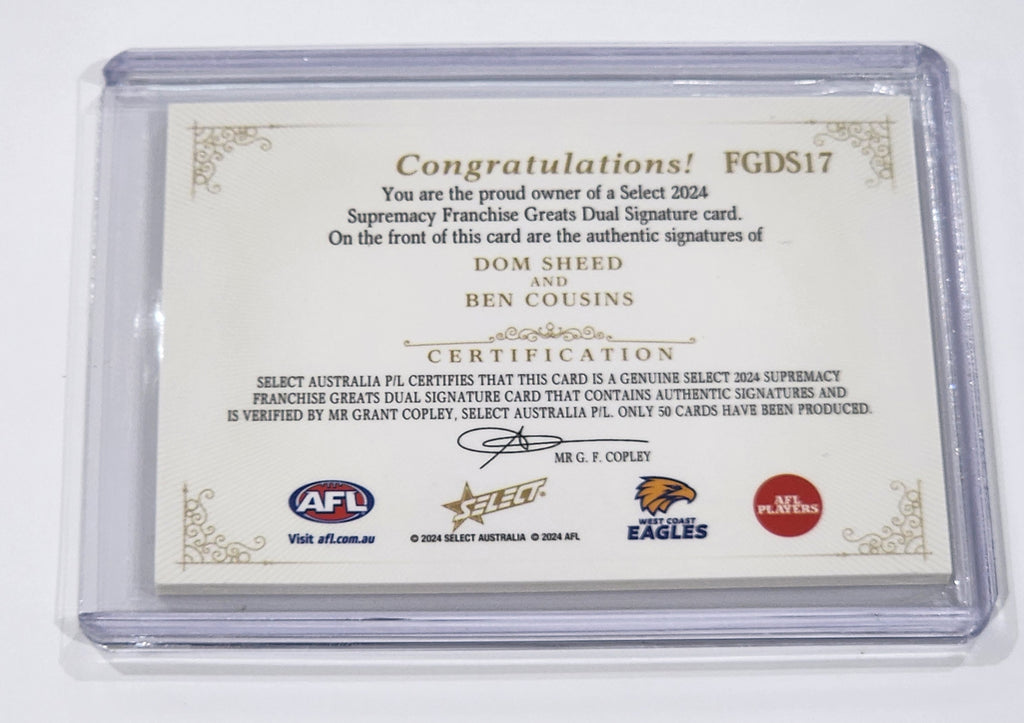 Congratulations! FGDS17
You are the proud owner of a Select 2024
Supremacy Franchise Greats Dual Signature card.
On the front of this card are the authentic signatures of
DOM SHEED
AND
BEN COUSINS
CERTIFICATION
SELECT AUSTRALIA P/L CERTIFIES THAT THIS CARD IS A GENUINE SELECT 2024 SUPREMACY
FRANCHISE GREATS DUAL SIGNATURE CARD THAT CONTAINS AUTHENTIC SIGNATURES AND
IS VERIFIED BY MR GRANT COPLEY, SELECT AUSTRALIA P/L. ONLY 50 CARDS HAVE BEEN PRODUCED.
MR G. F. COPLEY
AFL
Visit afl.com.au
SELECT
© 2024 SELECT AUSTRALIA © 2024 AFL
WEST COAST
EAGLES
AFL
PLAYERS